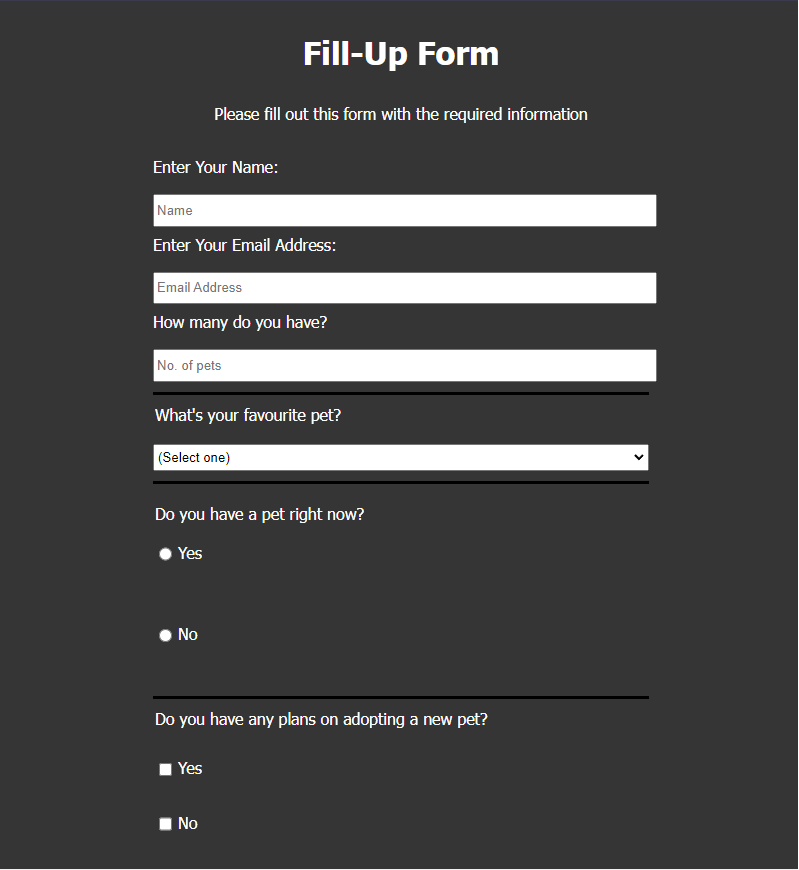 Fill-Up Form
Please fill out this form with the required information
Enter Your Name:
Name
Enter Your Email Address:
Email Address
How many do you have?
No. of pets
What's your favourite pet?
(Select one)
Do you have a pet right now?
Yes
No
Do you have any plans on adopting a new pet?
Yes
No